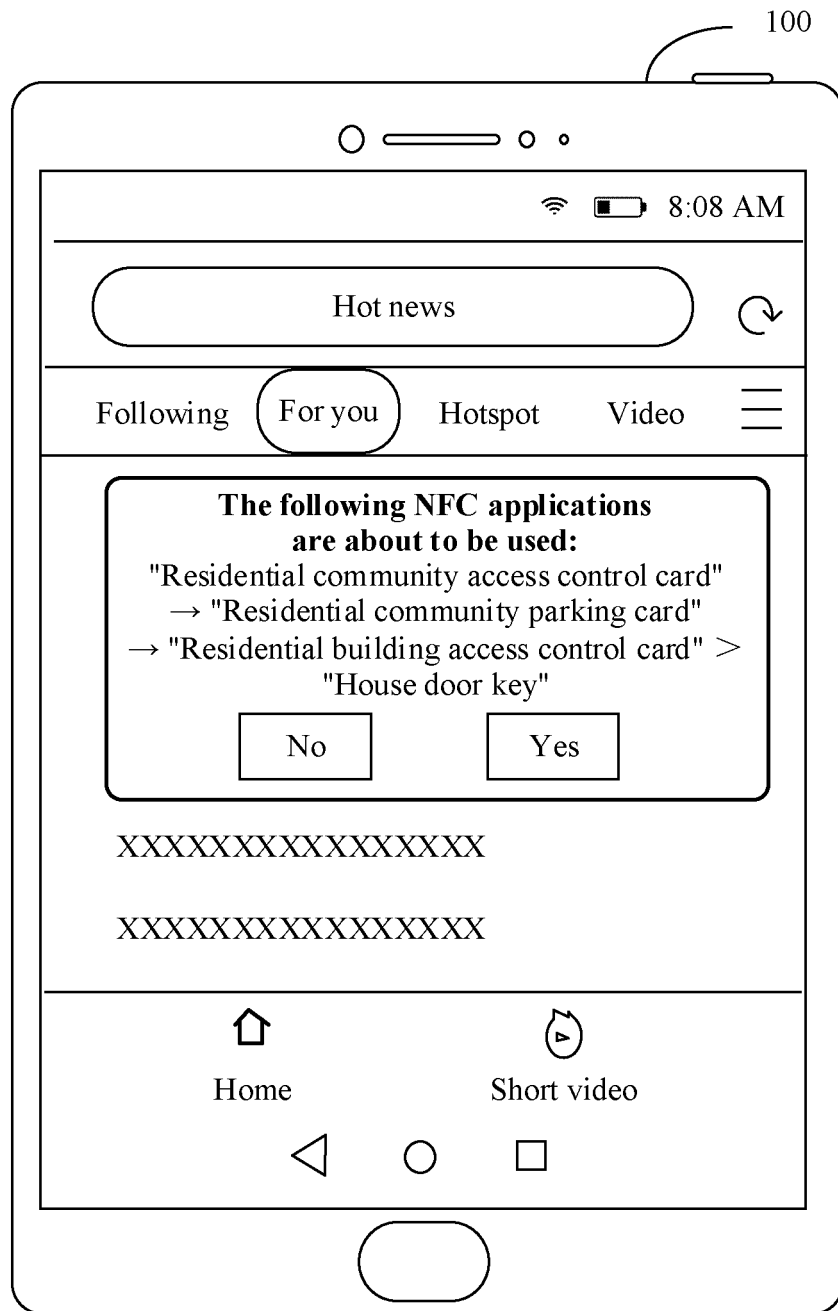 100
8:08 AM
Hot news
Following For you Hotspot Video
The following NFC applications
are about to be used:
"Residential community access control card"
→ "Residential community parking card"
→ "Residential building access control card" >
"House door key"
No Yes
XXXXXXXXXXXXXXXX
XXXXXXXXXXXXXXXX
Home Short video